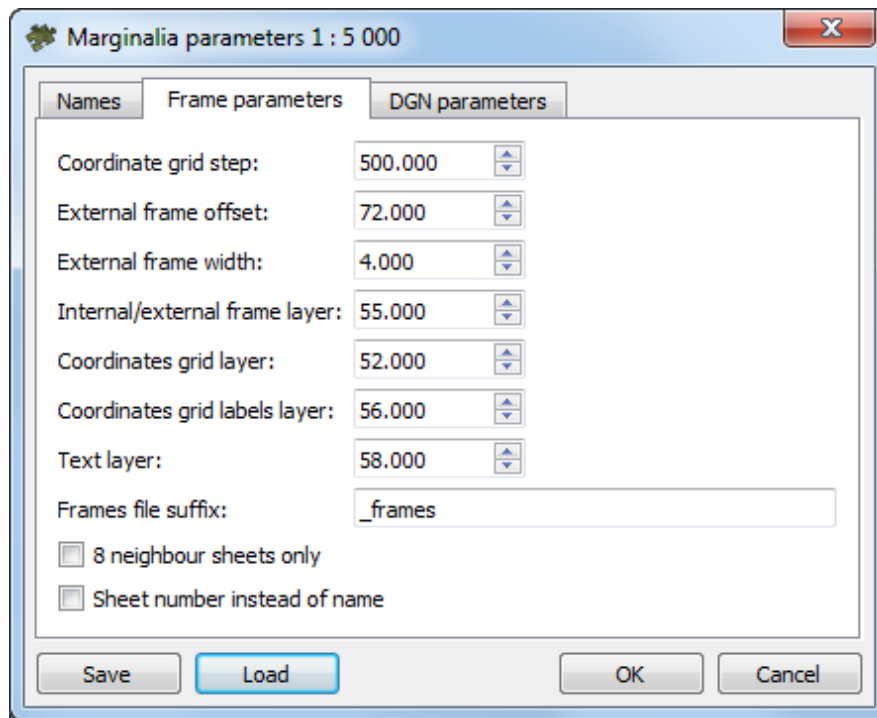 Marginalia parameters 1 : 5 000
Names Frame parameters DGN parameters
Coordinate grid step: 500.000
External frame offset: 72.000
External frame width: 4.000
Internal/external frame layer: 55.000
Coordinates grid layer: 52.000
Coordinates grid labels layer: 56.000
Text layer: 58.000
Frames file suffix: _frames
8 neighbour sheets only
Sheet number instead of name
Save Load OK Cancel